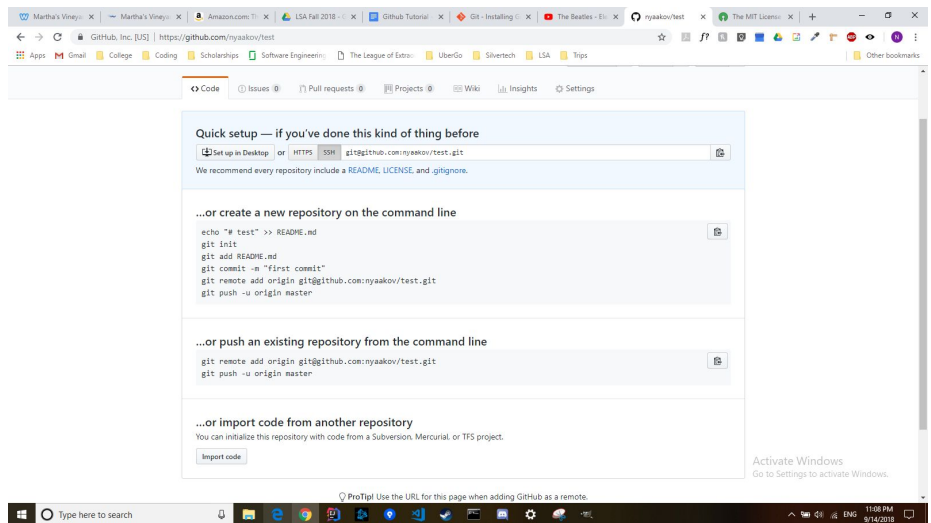 Martha's Vineya
Martha's Vineya
Amazon.com: Th
LSA Fall 2018 -
Github Tutorial
Git - Installing G
The Beatles - Ele
nyaakov/test
The MIT License
GitHub, Inc. [US] | https://github.com/nyaakov/test
Apps
Gmail
College
Coding
Scholarships
Software Engineering
The League of Extrao
UberGo
Silvertech
LSA
Trips
Other bookmarks
Code
Issues 0
Pull requests 0
Projects 0
Wiki
Insights
Settings
Quick setup — if you've done this kind of thing before
Set up in Desktop or HTTPS SSH git@github.com:nyaakov/test.git
We recommend every repository include a README, LICENSE, and .gitignore.
...or create a new repository on the command line
echo "# test" >> README.md
git init
git add README.md
git commit -m "first commit"
git remote add origin git@github.com:nyaakov/test.git
git push -u origin master
...or push an existing repository from the command line
git remote add origin git@github.com:nyaakov/test.git
git push -u origin master
...or import code from another repository
You can initialize this repository with code from a Subversion, Mercurial, or TFS project.
Import code
Activate Windows
Go to Settings to activate Windows.
ProTip! Use the URL for this page when adding GitHub as a remote.
Type here to search
ENG
11:08 PM
9/14/2018